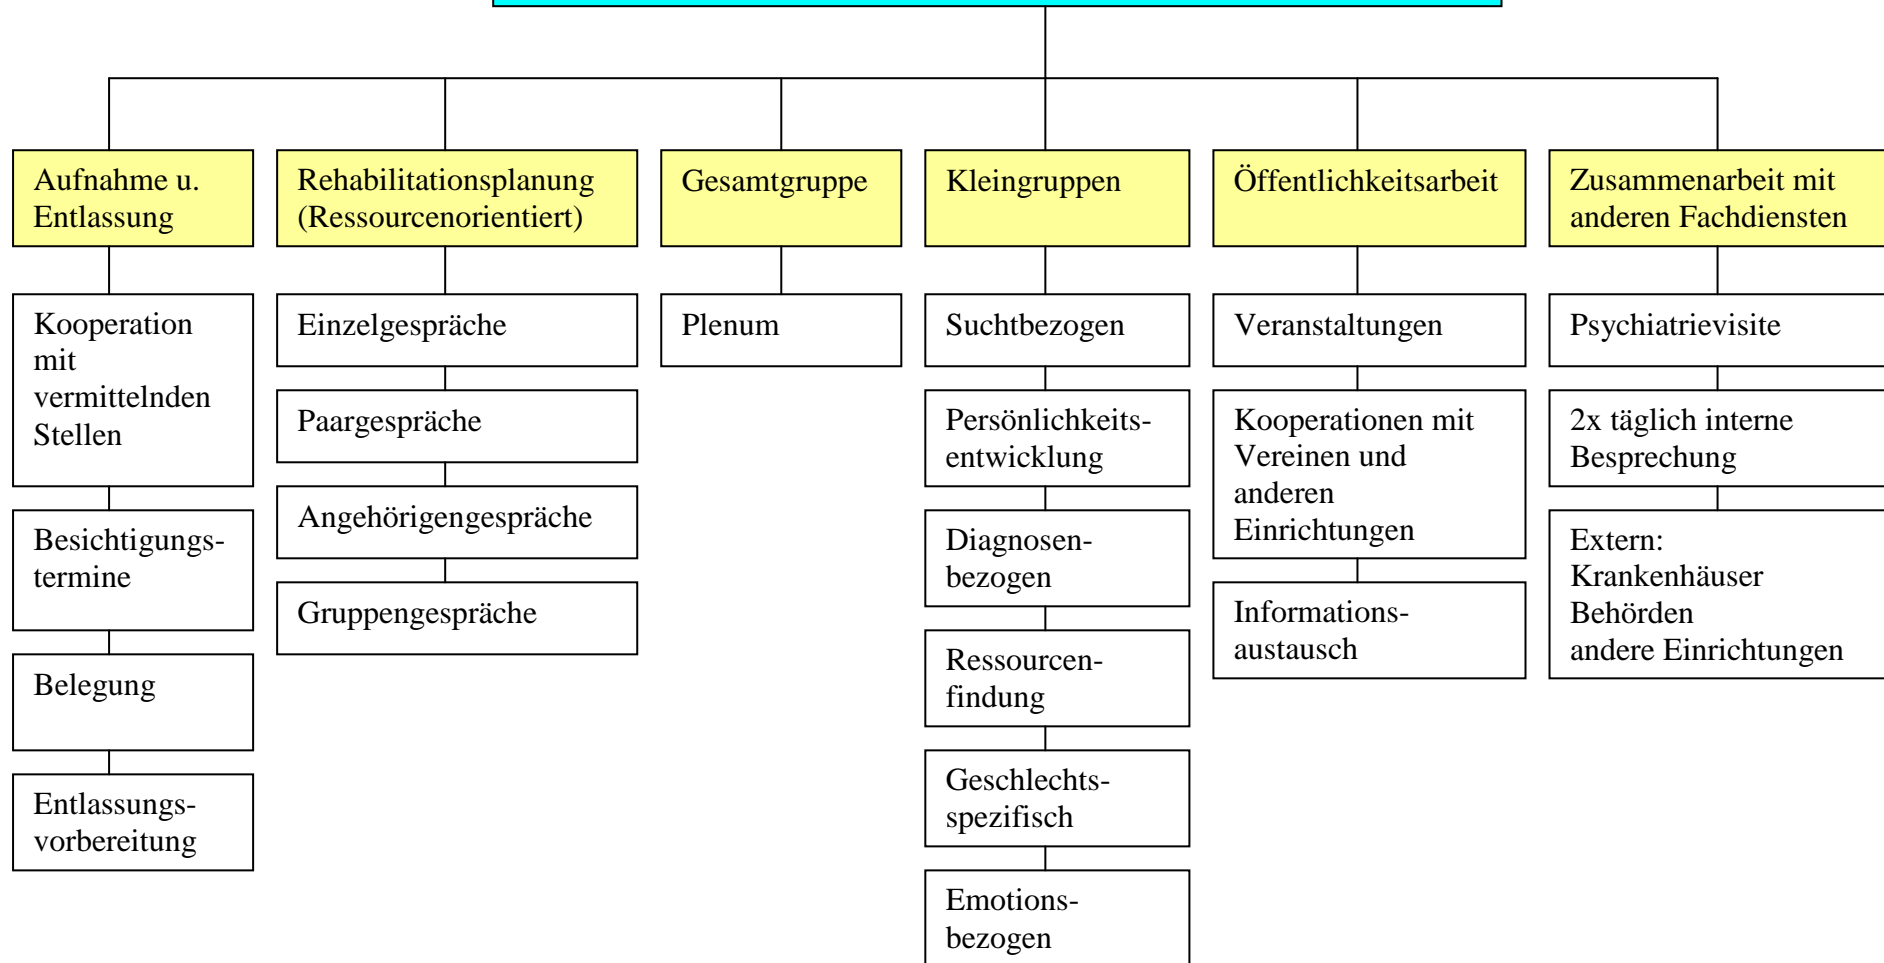 Aufnahme u.
Entlassung
Kooperation
mit
vermittelnden
Stellen
Besichtigungs-
termine
Belegung
Entlassungs-
vorbereitung
Rehabilitationsplanung
(Ressourcenorientiert)
Einzelgespräche
Paargespräche
Angehörigengespräche
Gruppengespräche
Gesamtgruppe
Plenum
Kleingruppen
Suchtbezogen
Persönlichkeits-
entwicklung
Diagnosen-
bezogen
Ressourcen-
findung
Geschlechts-
spezifisch
Emotions-
bezogen
Öffentlichkeitsarbeit
Veranstaltungen
Kooperationen mit
Vereinen und
anderen
Einrichtungen
Informations-
austausch
Zusammenarbeit mit
anderen Fachdiensten
Psychiatrievisite
2x täglich interne
Besprechung
Extern:
Krankenhäuser
Behörden
andere Einrichtungen